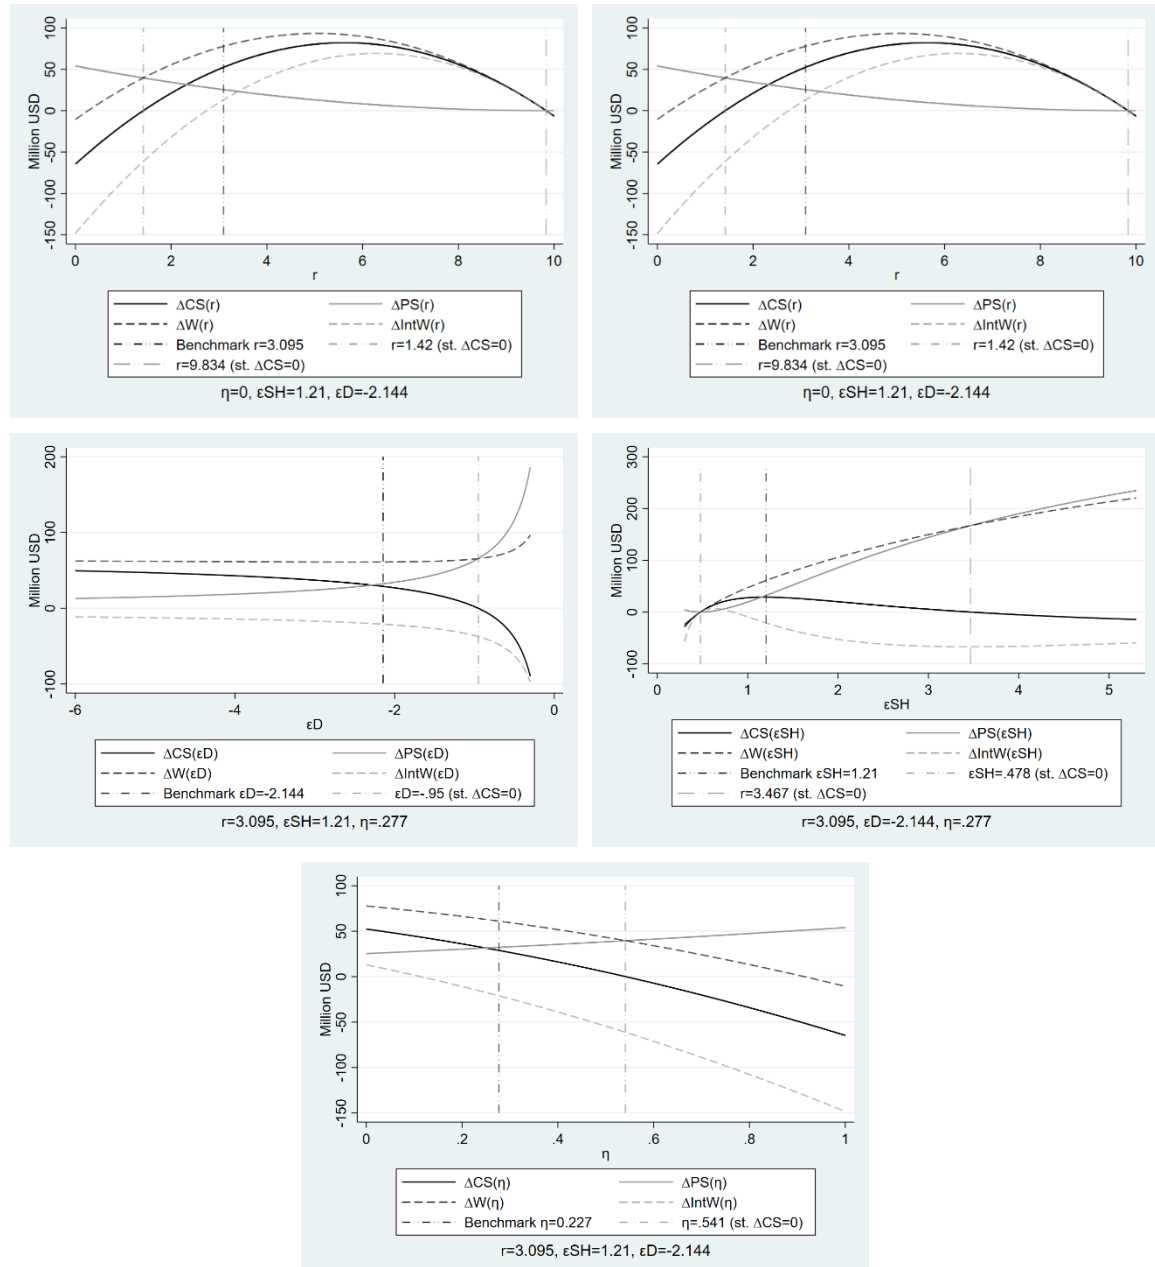 Million USD
100
50
0
-50
-100
-150
0 2 4 6 8 10
r
ΔCS(r) ΔPS(r)
ΔW(r) ΔIntW(r)
Benchmark r=3.095 r=1.42 (st. ΔCS=0)
r=9.834 (st. ΔCS=0)
η=0, εSH=1.21, εD=-2.144
Million USD
100
50
0
-50
-100
-150
0 2 4 6 8 10
r
ΔCS(r) ΔPS(r)
ΔW(r) ΔIntW(r)
Benchmark r=3.095 r=1.42 (st. ΔCS=0)
r=9.834 (st. ΔCS=0)
η=0, εSH=1.21, εD=-2.144
Million USD
200
100
0
-100
-6 -4 -2 0
εD
ΔCS(εD) ΔPS(εD)
ΔW(εD) ΔIntW(εD)
Benchmark εD=-2.144 εD=-.95 (st. ΔCS=0)
r=3.095, εSH=1.21, η=.277
Million USD
300
200
100
0
-100
0 1 2 3 4 5
εSH
ΔCS(εSH) ΔPS(εSH)
ΔW(εSH) ΔIntW(εSH)
Benchmark εSH=1.21 εSH=.478 (st. ΔCS=0)
r=3.467 (st. ΔCS=0)
r=3.095, εD=-2.144, η=.277
Million USD
100
50
0
-50
-100
-150
0 .2 .4 .6 .8 1
η
ΔCS(η) ΔPS(η)
ΔW(η) ΔIntW(η)
Benchmark η=0.227 η=.541 (st. ΔCS=0)
r=3.095, εSH=1.21, εD=-2.144